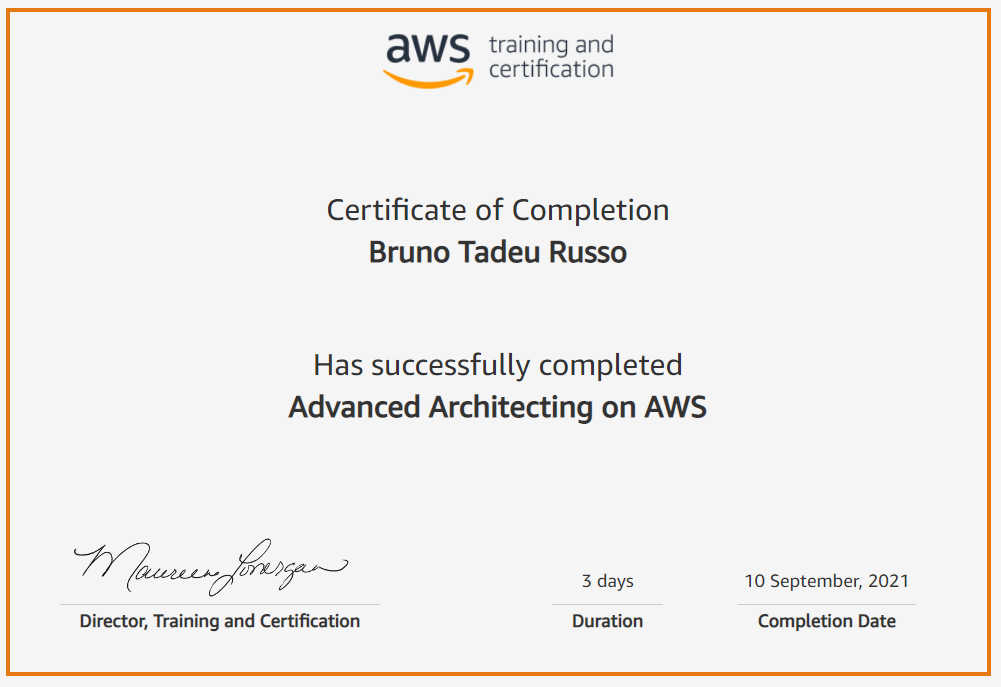 aws training and
certification
Certificate of Completion
Bruno Tadeu Russo
Has successfully completed
Advanced Architecting on AWS
Maureen Lonergan
Director, Training and Certification
3 days
Duration
10 September, 2021
Completion Date